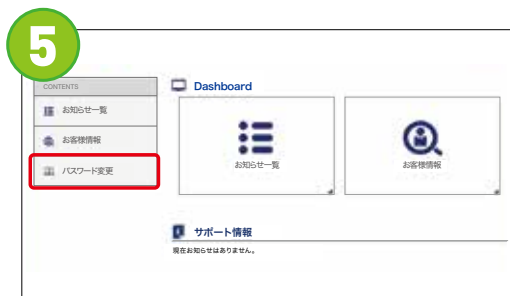 5
CONTENTS
お知らせ一覧
お客様情報
パスワード変更
Dashboard
お知らせ一覧
お客様情報
サポート情報
現在お知らせはありません。